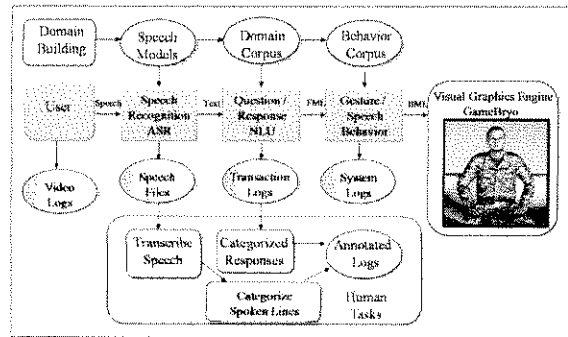 Domain
Building
Speech
Models
Domain
Corpus
Behavior
Corpus
User
Speech
Speech
Recognition
ASR
Text
Question /
Response
NLU
FML
Gesture /
Speech
Behavior
BML
Visual Graphics Engine
GameBryo
Video
Logs
Speech
Files
Transaction
Logs
System
Logs
Transcribe
Speech
Categorized
Responses
Annotated
Logs
Categorize
Spoken Lines
Human
Tasks